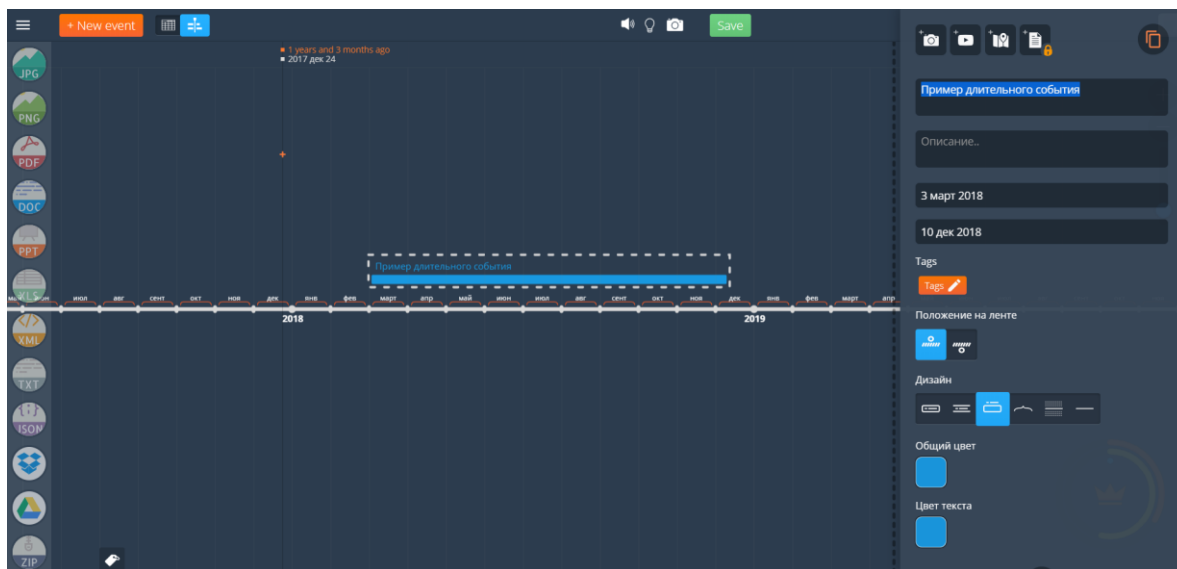 + New event
Save
1 years and 3 months ago
2017 дек 24
JPG
PNG
PDF
DOC
PPT
XLS
XML
TXT
JSON
ZIP
Пример длительного события
июл авг сент окт ноя дек янв фев март апр май июн июл авг сент окт ноя дек янв фев март апр
2018 2019
Пример длительного события
Описание..
3 март 2018
10 дек 2018
Tags
Tags
Положение на ленте
Дизайн
Общий цвет
Цвет текста